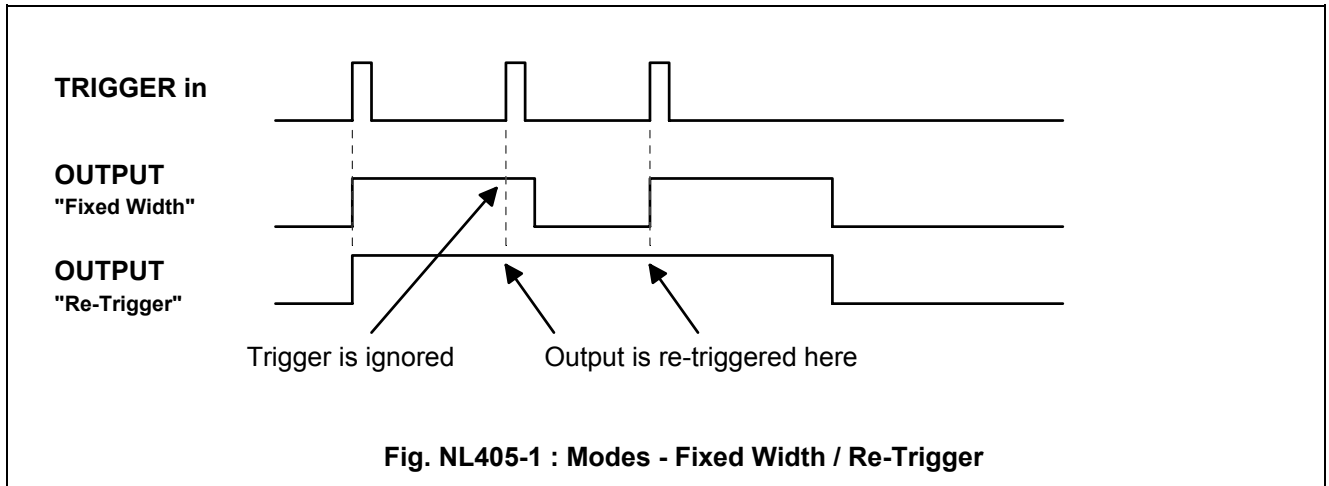 TRIGGER in
OUTPUT
"Fixed Width"
OUTPUT
"Re-Trigger"
Trigger is ignored
Output is re-triggered here
Fig. NL405-1 : Modes - Fixed Width / Re-Trigger